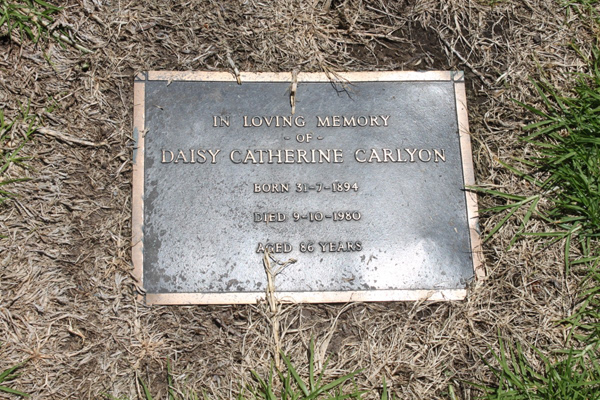 IN LOVING MEMORY
- OF -
DAISY CATHERINE CARLYON
BORN 31-7-1894
DIED 9-10-1980
AGED 86 YEARS